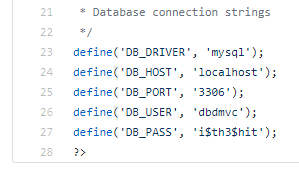 21 * Database connection strings
22 */
23 define('DB_DRIVER', 'mysql');
24 define('DB_HOST', 'localhost');
25 define('DB_PORT', '3306');
26 define('DB_USER', 'dbdmvc');
27 define('DB_PASS', 'i$th3$hit');
28 ?>